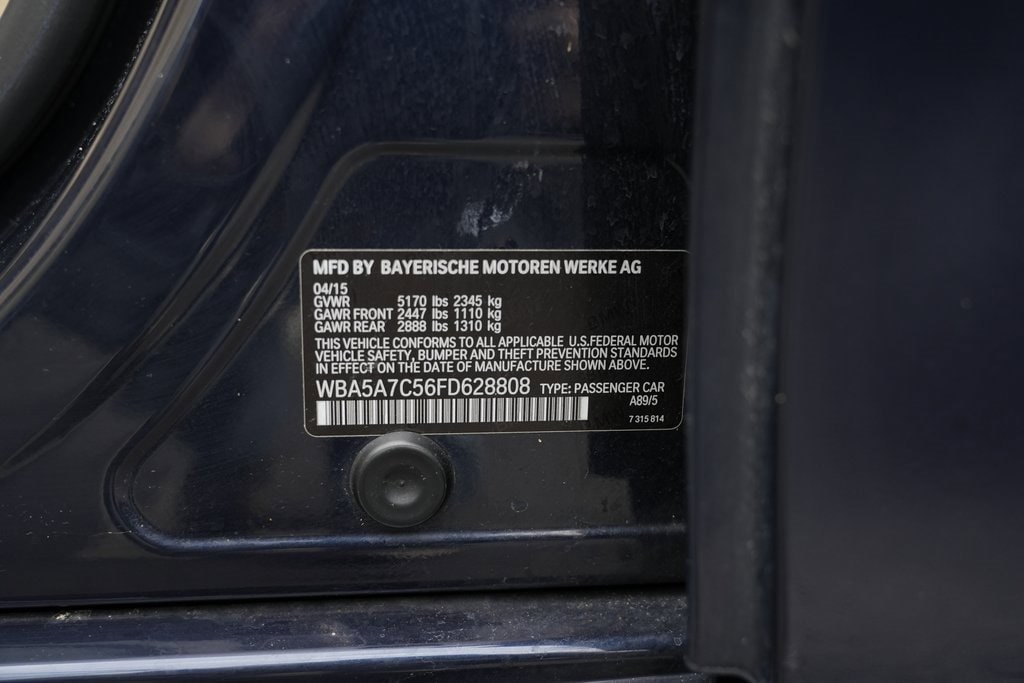 MFD BY BAYERISCHE MOTOREN WERKE AG
04/15
GVWR 5170 lbs 2345 kg
GAWR FRONT 2447 lbs 1110 kg
GAWR REAR 2888 lbs 1310 kg
THIS VEHICLE CONFORMS TO ALL APPLICABLE U.S.FEDERAL MOTOR
VEHICLE SAFETY, BUMPER AND THEFT PREVENTION STANDARDS
IN EFFECT ON THE DATE OF MANUFACTURE SHOWN ABOVE.
WBA5A7C56FD628808 TYPE: PASSENGER CAR
A89/5
7 315 814